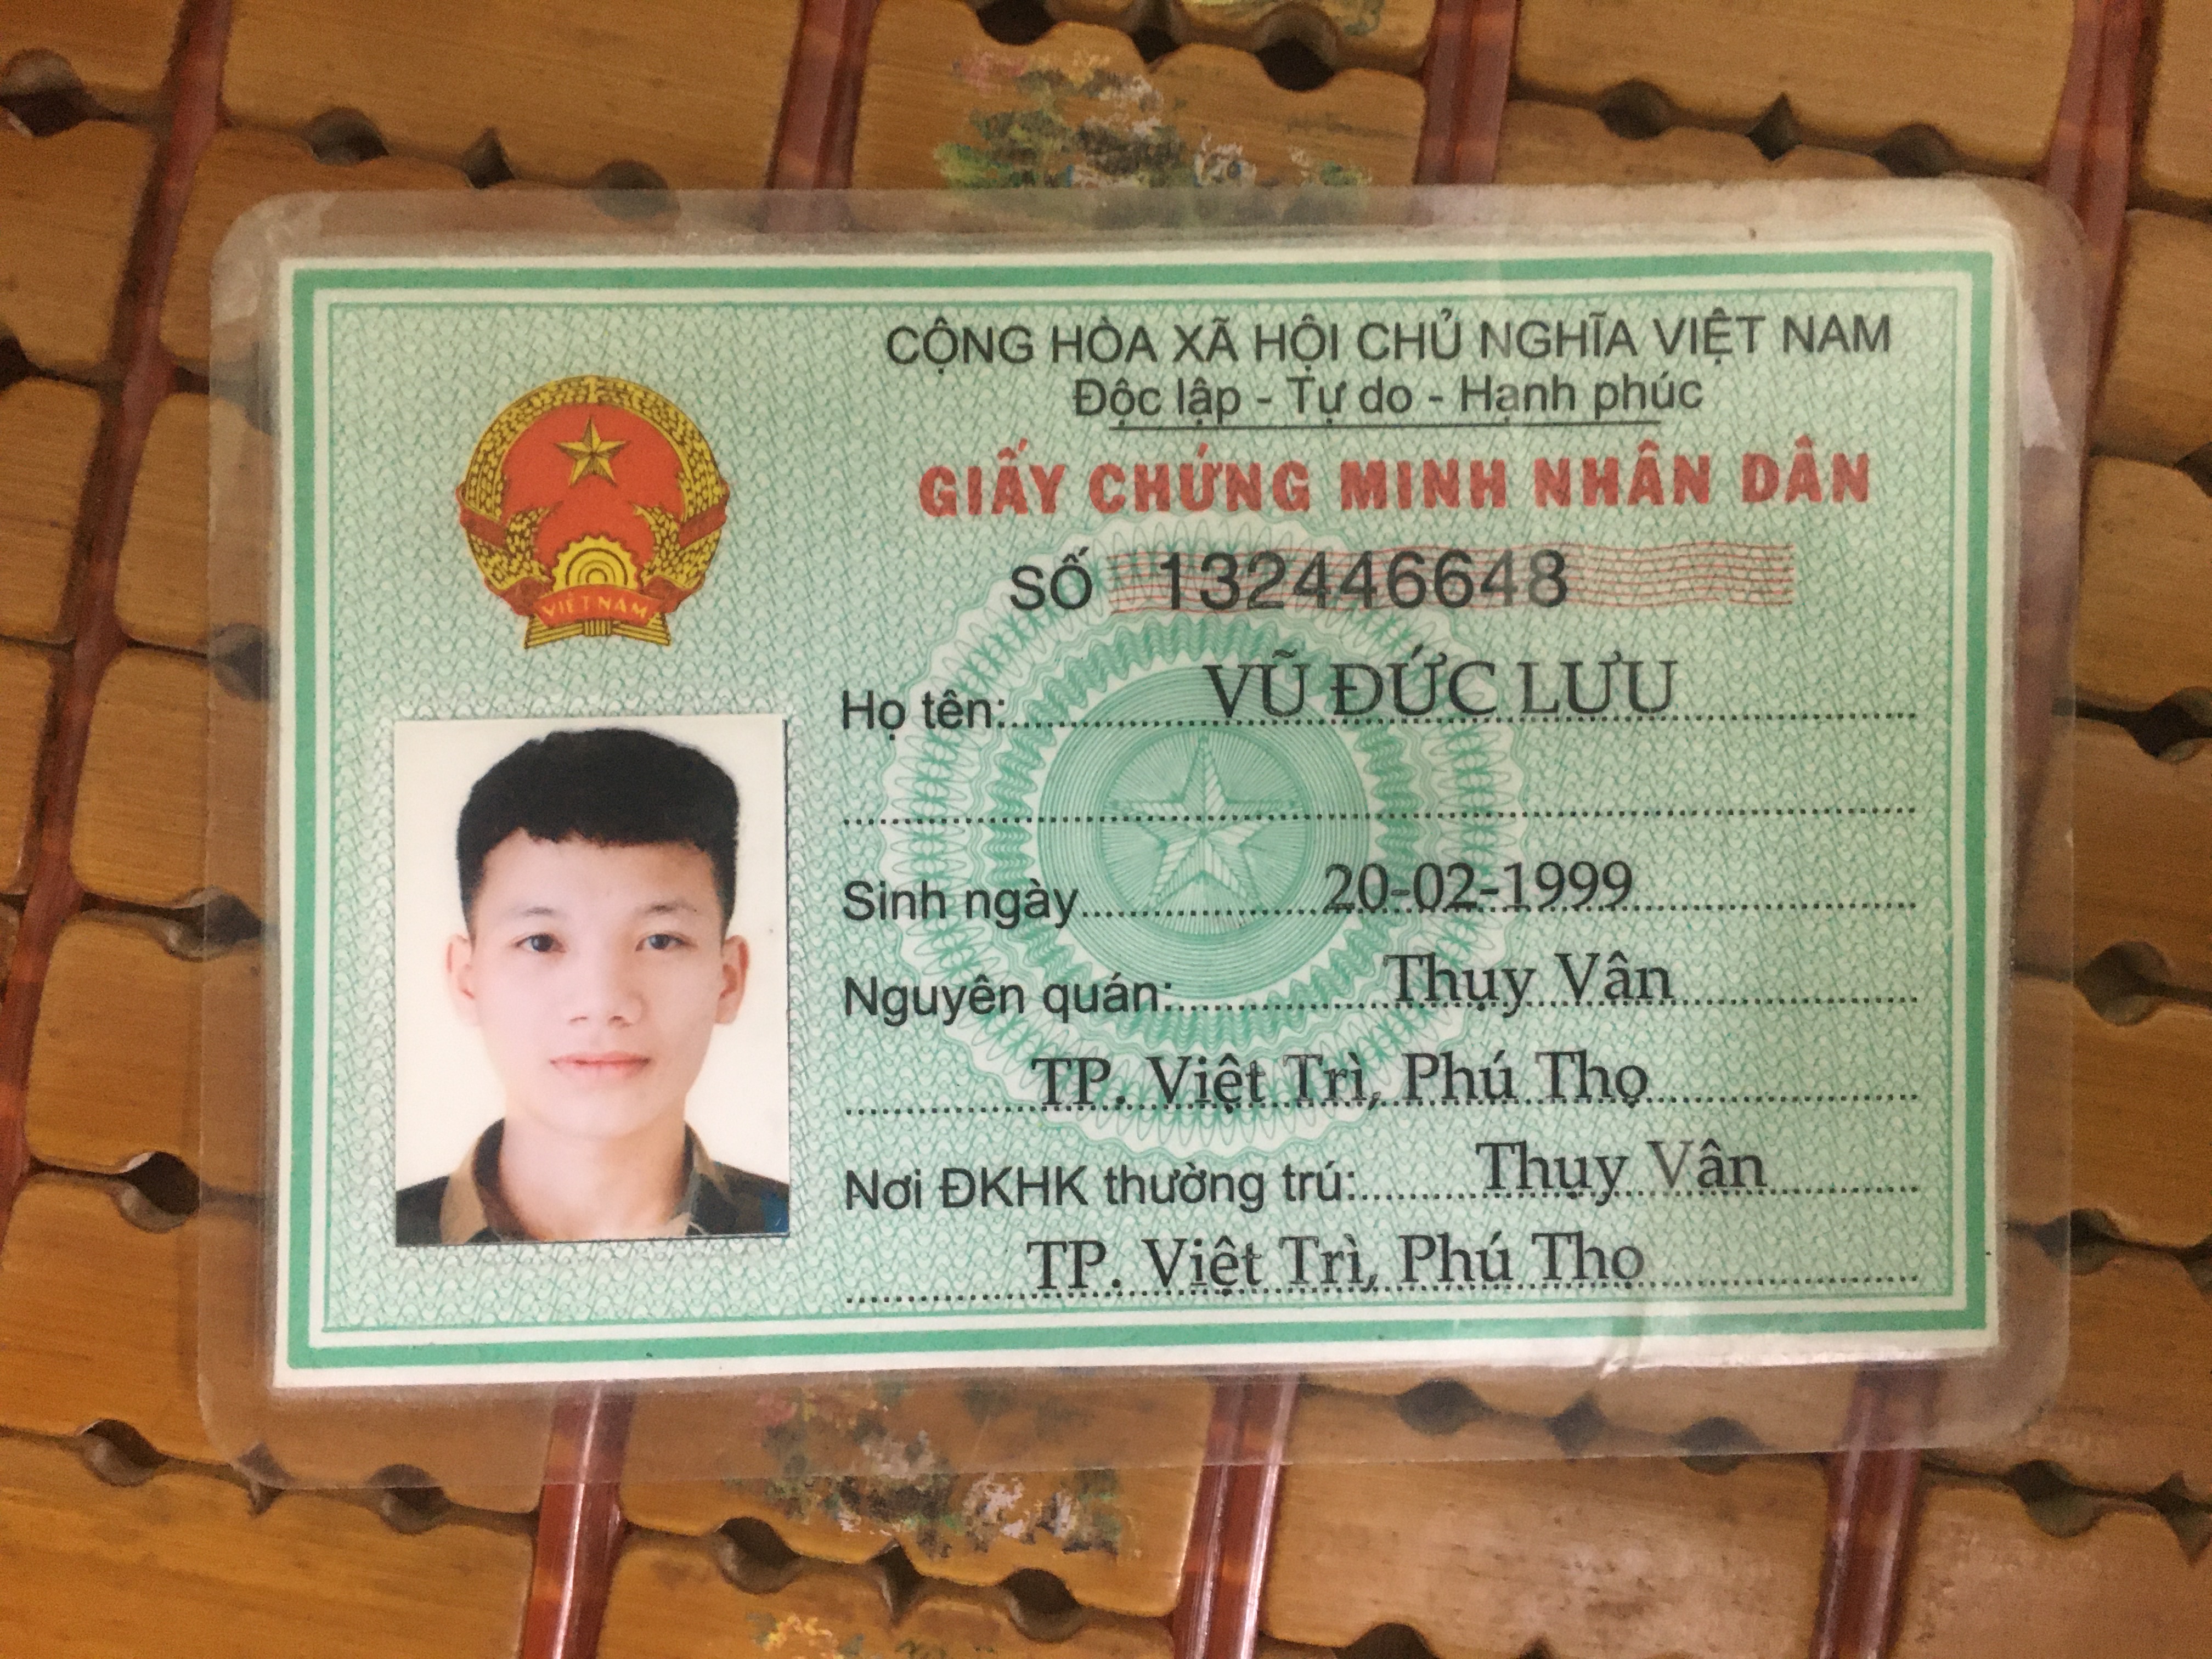 CỘNG HÒA XÃ HỘI CHỦ NGHĨA VIỆT NAM
Độc lập - Tự do - Hạnh phúc
GIẤY CHỨNG MINH NHÂN DÂN
SỐ 132446648
VIỆT NAM
Họ tên: VŨ ĐỨC LƯU
Sinh ngày 20-02-1999
Nguyên quán: Thụy Vân
TP. Việt Trì, Phú Thọ
Nơi ĐKHK thường trú: Thụy Vân
TP. Việt Trì, Phú Thọ